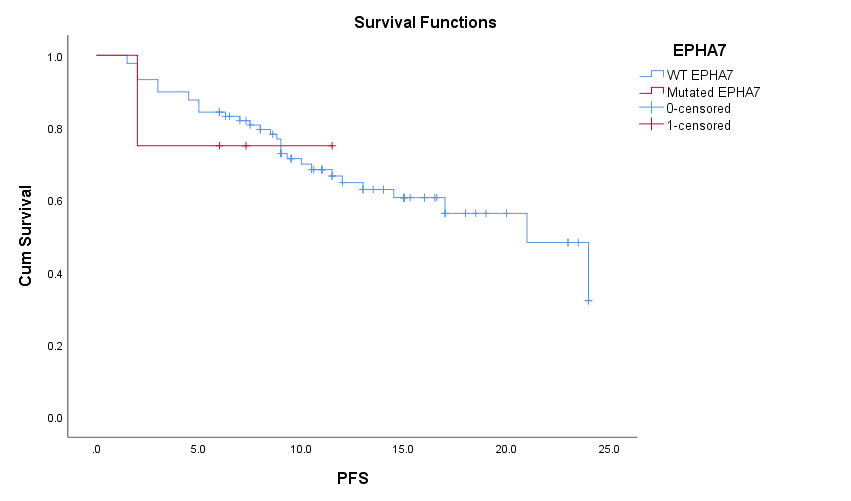 Survival Functions
EPHA7
WT EPHA7
Mutated EPHA7
0-censored
1-censored
Cum Survival
1.0
0.8
0.6
0.4
0.2
0.0
.0 5.0 10.0 15.0 20.0 25.0
PFS